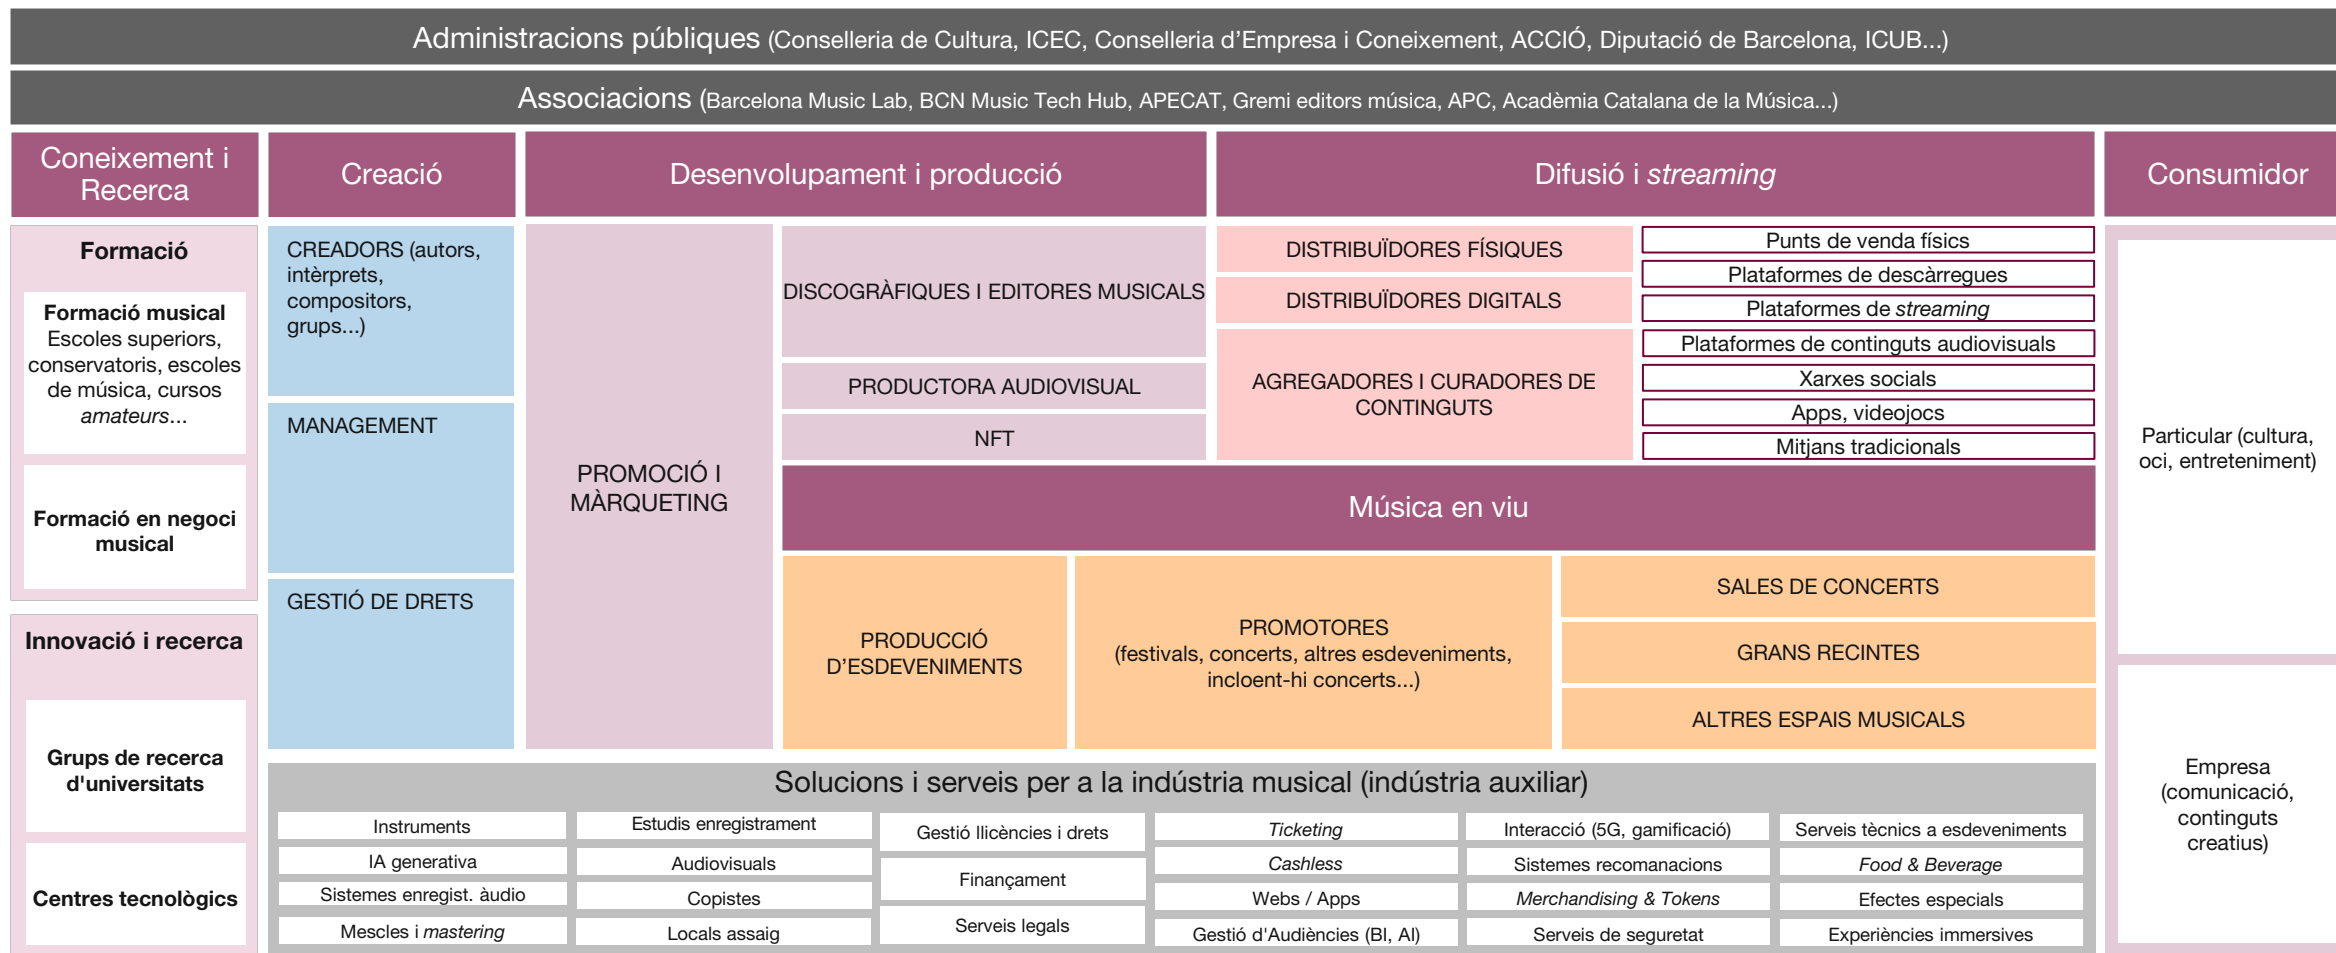 Administracions públiques (Conselleria de Cultura, ICEC, Conselleria d'Empresa i Coneixement, ACCIÓ, Diputació de Barcelona, ICUB...)
Associacions (Barcelona Music Lab, BCN Music Tech Hub, APECAT, Gremi editors música, APC, Acadèmia Catalana de la Música...)
Coneixement i
Recerca
Creació
Desenvolupament i producció
Difusió i streaming
Consumidor
Formació
Formació musical
Escoles superiors,
conservatoris, escoles
de música, cursos
amateurs...
Formació en negoci
musical
Innovació i recerca
Grups de recerca
d'universitats
Centres tecnològics
CREADORS (autors,
intèrprets,
compositors,
grups...)
MANAGEMENT
GESTIÓ DE DRETS
PROMOCIÓ I
MÀRQUETING
DISCOGRÀFIQUES I EDITORES MUSICALS
PRODUCTORA AUDIOVISUAL
NFT
DISTRIBUÏDORES FÍSIQUES
DISTRIBUÏDORES DIGITALS
AGREGADORES I CURADORES DE
CONTINGUTS
Punts de venda físics
Plataformes de descàrregues
Plataformes de streaming
Plataformes de continguts audiovisuals
Xarxes socials
Apps, videojocs
Mitjans tradicionals
Música en viu
PRODUCCIÓ
D'ESDEVENIMENTS
PROMOTORES
(festivals, concerts, altres esdeveniments,
incloent-hi concerts...)
SALES DE CONCERTS
GRANS RECINTES
ALTRES ESPAIS MUSICALS
Particular (cultura,
oci, entreteniment)
Empresa
(comunicació,
continguts
creatius)
Solucions i serveis per a la indústria musical (indústria auxiliar)
Instruments
IA generativa
Sistemes enregist. àudio
Mescles i mastering
Estudis enregistrament
Audiovisuals
Copistes
Locals assaig
Gestió llicències i drets
Finançament
Serveis legals
Ticketing
Cashless
Webs / Apps
Gestió d'Audiències (BI, AI)
Interacció (5G, gamificació)
Sistemes recomanacions
Merchandising & Tokens
Serveis de seguretat
Serveis tècnics a esdeveniments
Food & Beverage
Efectes especials
Experiències immersives